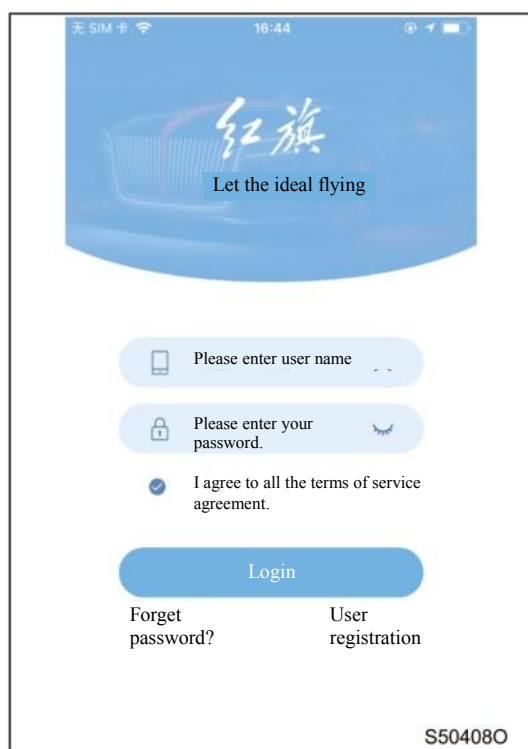 无 SIM 卡 16:44
红旗
Let the ideal flying
Please enter user name
Please enter your
password.
I agree to all the terms of service
agreement.
Login
Forget User
password? registration
S50408O